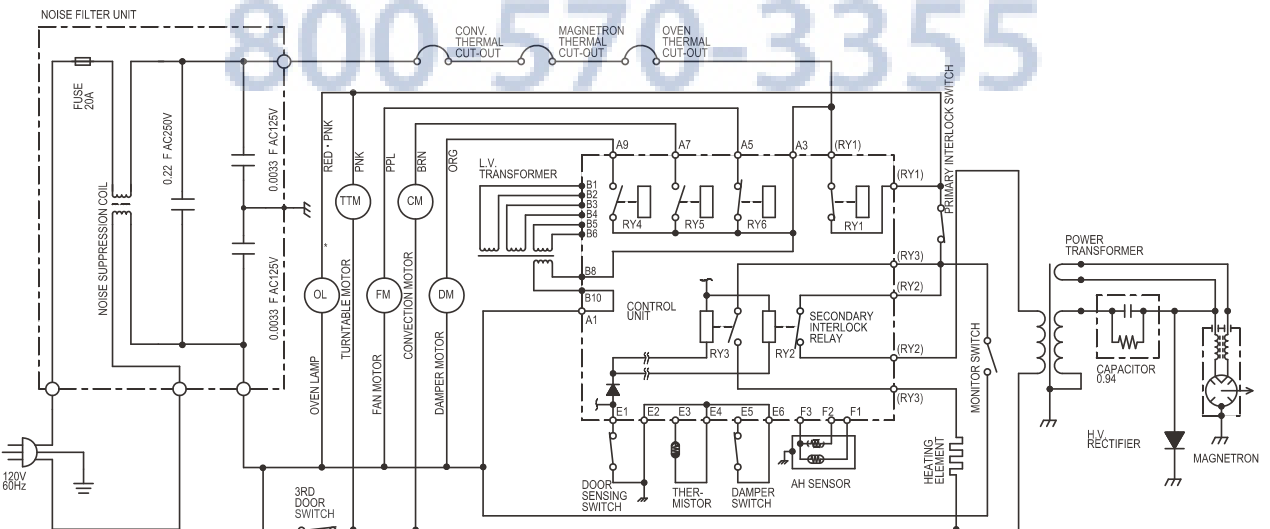 NOISE FILTER UNIT
800-570-3355
CONV.
THERMAL
CUT-OUT
MAGNETRON
THERMAL
CUT-OUT
OVEN
THERMAL
CUT-OUT
FUSE
20A
0.22 F AC250V
0.0033 F AC125V
0.0033 F AC125V
NOISE SUPPRESSION COIL
RED・PNK
PNK
PPL
BRN
ORG
TTM
CM
OL
FM
DM
*
OVEN LAMP
TURNTABLE MOTOR
FAN MOTOR
CONVECTION MOTOR
DAMPER MOTOR
L.V.
TRANSFORMER
B1
B2
B3
B4
B5
B6
B8
B10
A1
A9
A7
A5
A3
(RY1)
RY4
RY5
RY6
RY1
(RY1)
(RY3)
(RY2)
(RY2)
(RY3)
CONTROL
UNIT
RY3
RY2
SECONDARY
INTERLOCK
RELAY
PRIMARY INTERLOCK SWITCH
MONITOR SWITCH
E1
E2
E3
E4
E5
E6
F3
F2
F1
DOOR
SENSING
SWITCH
THER-
MISTOR
DAMPER
SWITCH
AH SENSOR
HEATING
ELEMENT
POWER
TRANSFORMER
CAPACITOR
0.94
H.V.
RECTIFIER
MAGNETRON
120V
60Hz
3RD
DOOR
SWITCH